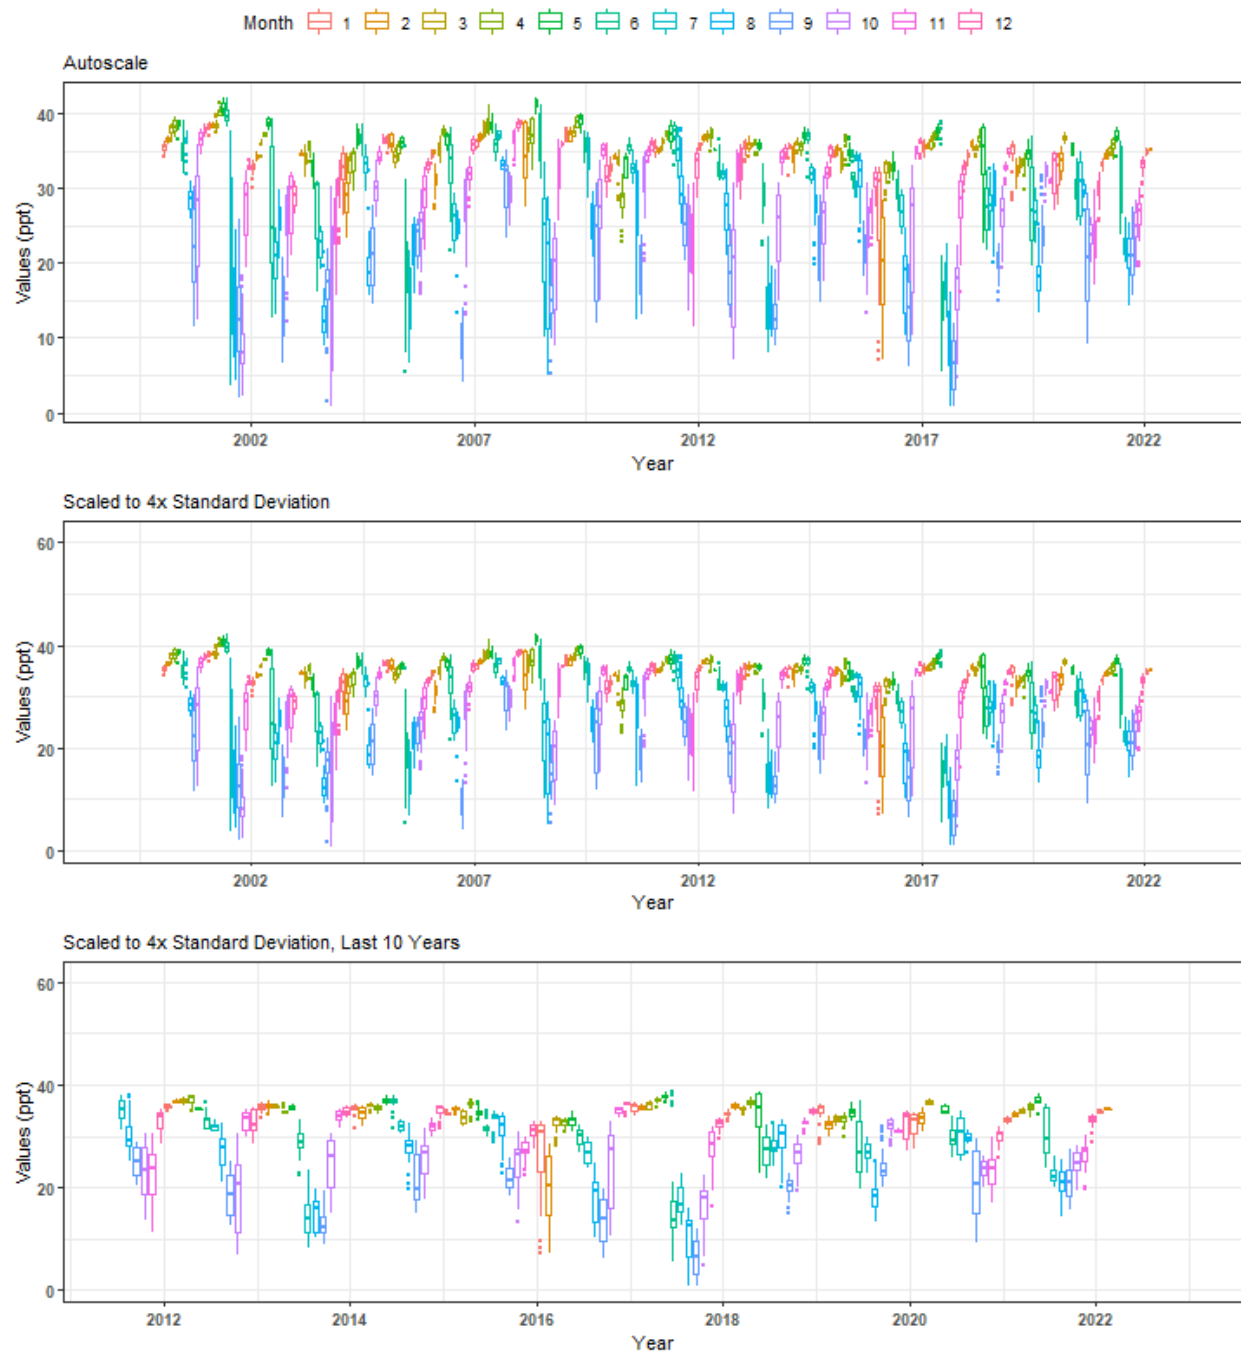 Month 1 2 3 4 5 6 7 8 9 10 11 12
Autoscale
40
30
20
10
0
Values (ppt)
2002 2007 2012 2017 2022
Year
Scaled to 4x Standard Deviation
60
40
20
0
Values (ppt)
2002 2007 2012 2017 2022
Year
Scaled to 4x Standard Deviation, Last 10 Years
60
40
20
0
Values (ppt)
2012 2014 2016 2018 2020 2022
Year